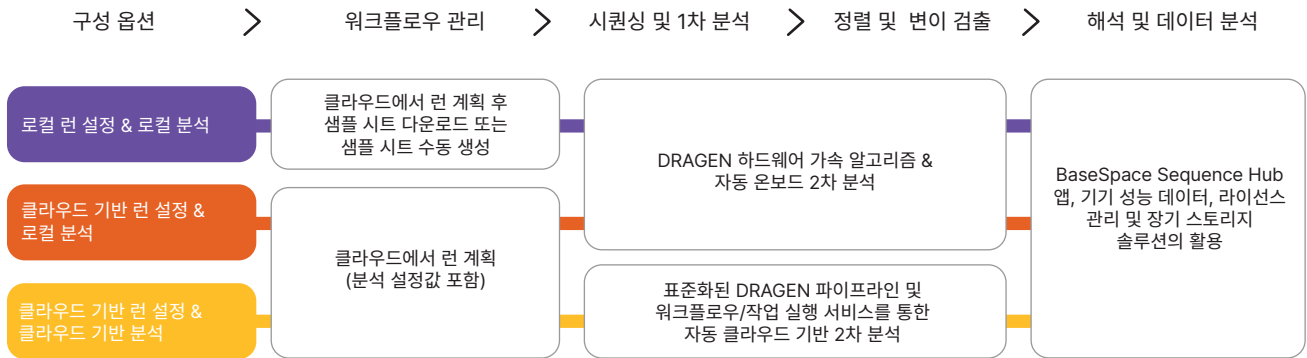 구성 옵션
워크플로우 관리
시퀀싱 및 1차 분석
정렬 및 변이 검출
해석 및 데이터 분석
로컬 런 설정 & 로컬 분석
클라우드에서 런 계획 후
샘플 시트 다운로드 또는
샘플 시트 수동 생성
DRAGEN 하드웨어 가속 알고리즘 &
자동 온보드 2차 분석
BaseSpace Sequence Hub
앱, 기기 성능 데이터, 라이선스
관리 및 장기 스토리지
솔루션의 활용
클라우드 기반 런 설정 &
로컬 분석
클라우드에서 런 계획
(분석 설정값 포함)
클라우드 기반 런 설정 &
클라우드 기반 분석
표준화된 DRAGEN 파이프라인 및
워크플로우/작업 실행 서비스를 통한
자동 클라우드 기반 2차 분석